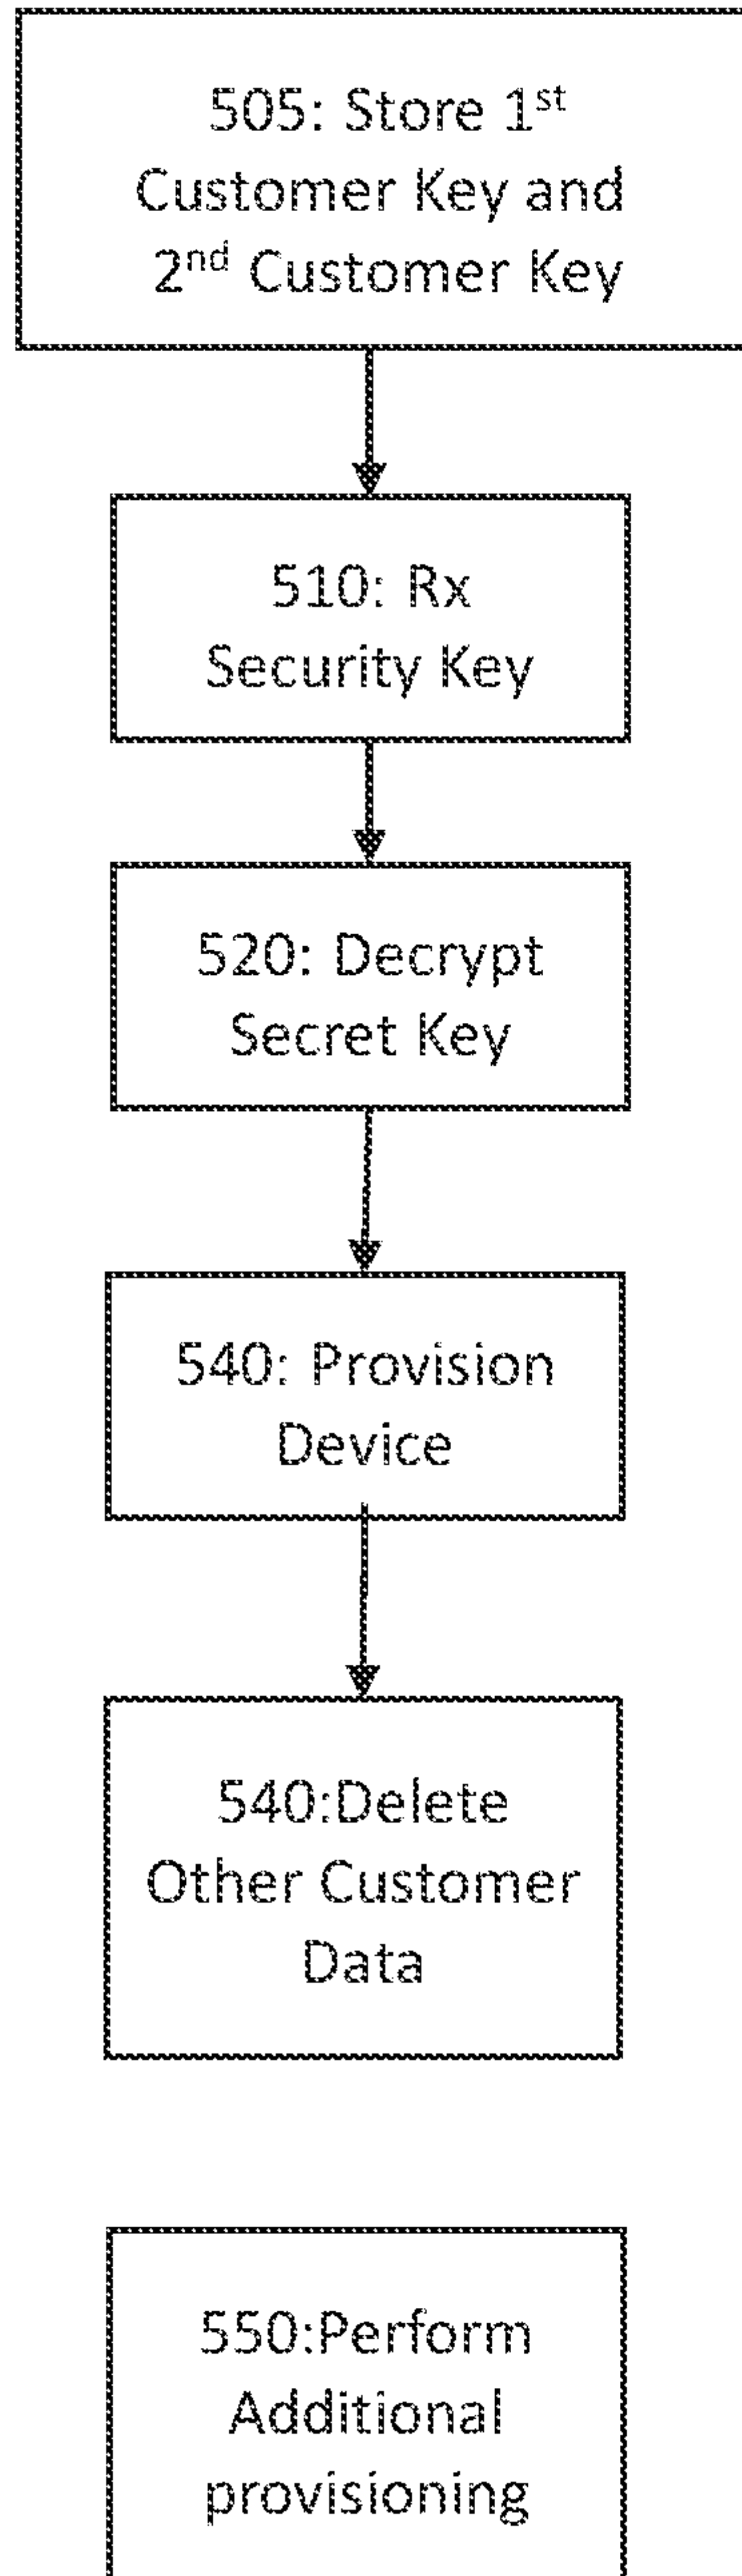 505: Store 1st
Customer Key and
2nd Customer Key
510: Rx
Security Key
520: Decrypt
Secret Key
540: Provision
Device
540:Delete
Other Customer
Data
550:Perform
Additional
provisioning